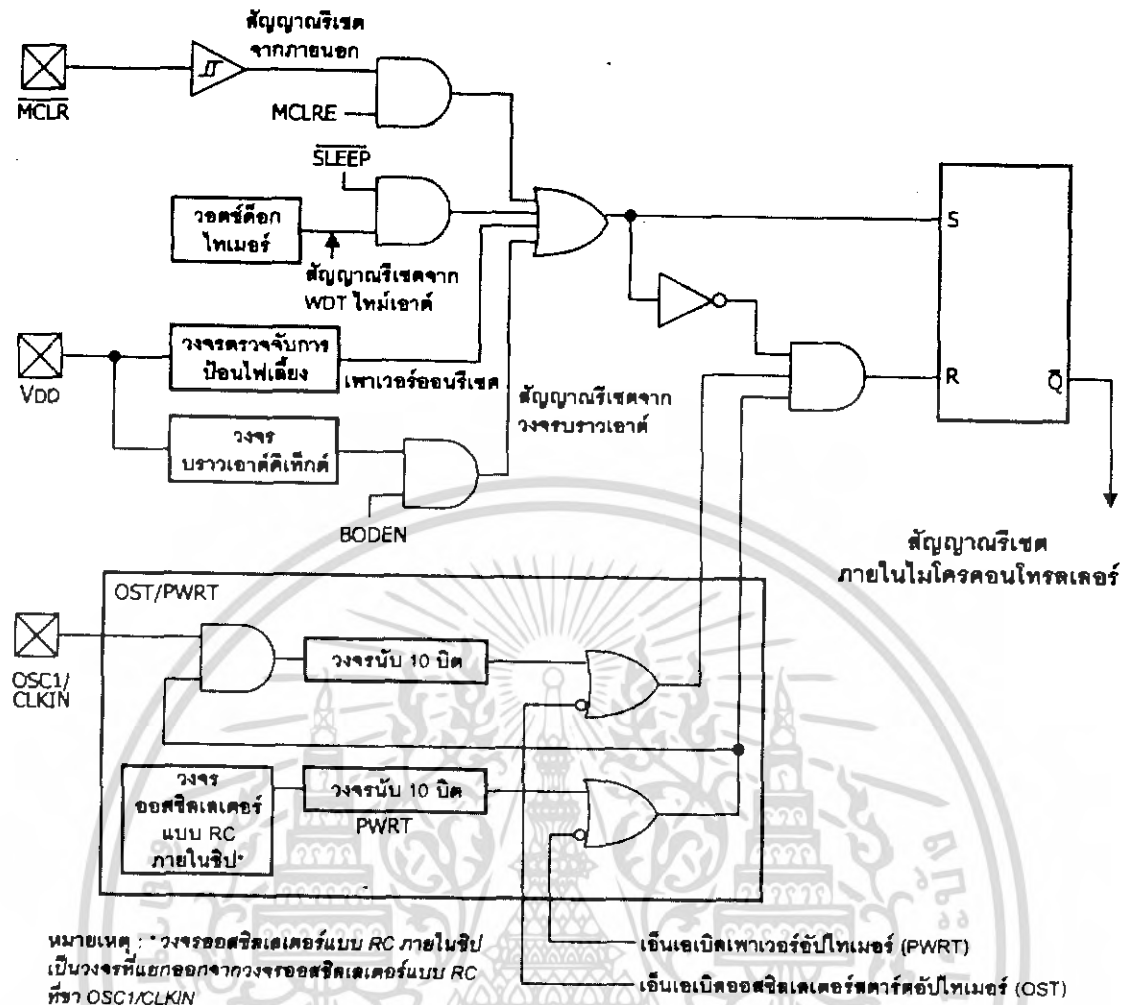 สัญญาณรีเซต
จากภายนอก
MCLR
MCLRE
SLEEP
วอตช์ด็อก
ไทเมอร์
สัญญาณรีเซตจาก
WDT ไทม์เอาต์
S
VDD
วงจรตรวจจับการ
ป้อนไฟเลี้ยง
เพาเวอร์ออนรีเซต
สัญญาณรีเซตจาก
วงจรบราวเอาต์
R
Q
วงจร
บราวเอาต์ดีเท็กต์
BODEN
สัญญาณรีเซต
ภายในไมโครคอนโทรลเลอร์
OST/PWRT
OSC1/
CLKIN
วงจรนับ 10 บิต
วงจร
ออสซิลเลเตอร์
แบบ RC
ภายในชิป*
วงจรนับ 10 บิต
PWRT
หมายเหตุ : *วงจรออสซิลเลเตอร์แบบ RC ภายในชิป
เป็นวงจรที่แยกออกจากวงจรออสซิลเลเตอร์แบบ RC
ที่ขา OSC1/CLKIN
เอ็นเอเบิลเพาเวอร์อัปไทเมอร์ (PWRT)
เอ็นเอเบิลออสซิลเลเตอร์สตาร์ตอัปไทเมอร์ (OST)